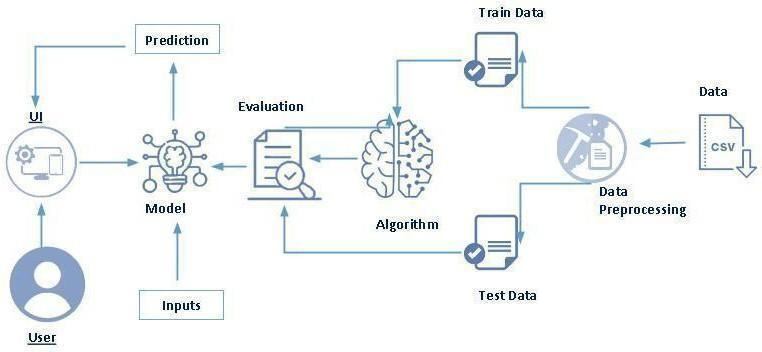 Train Data
Prediction
Data
Evaluation
UI
CSV
Model
Algorithm
Data
Preprocessing
Inputs
Test Data
User